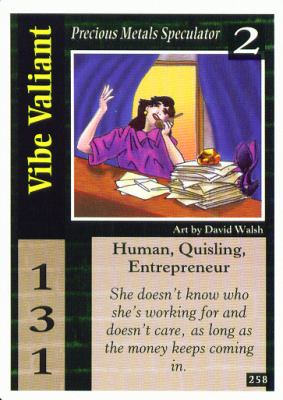 Vibe Valiant
Precious Metals Speculator
2
Art by David Walsh
1
3
1
Human, Quisling,
Entrepreneur
She doesn't know who
she's working for and
doesn't care, as long as
the money keeps coming
in.
258